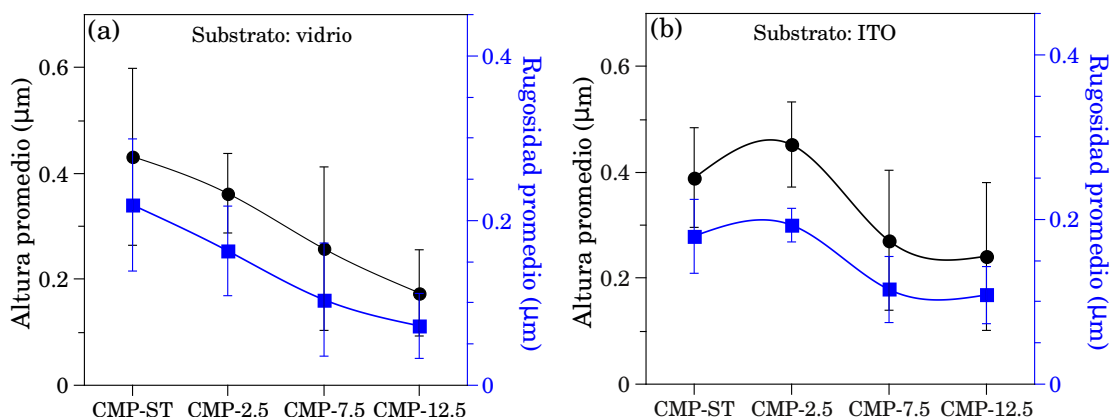 (a)
Substrato: vidrio
Altura promedio (µm)
0.6
0.4
0.2
0
Rugosidad promedio (µm)
0.4
0.2
0
CMP-ST CMP-2.5 CMP-7.5 CMP-12.5
(b)
Substrato: ITO
Altura promedio (µm)
0.6
0.4
0.2
0
Rugosidad promedio (µm)
0.4
0.2
0
CMP-ST CMP-2.5 CMP-7.5 CMP-12.5